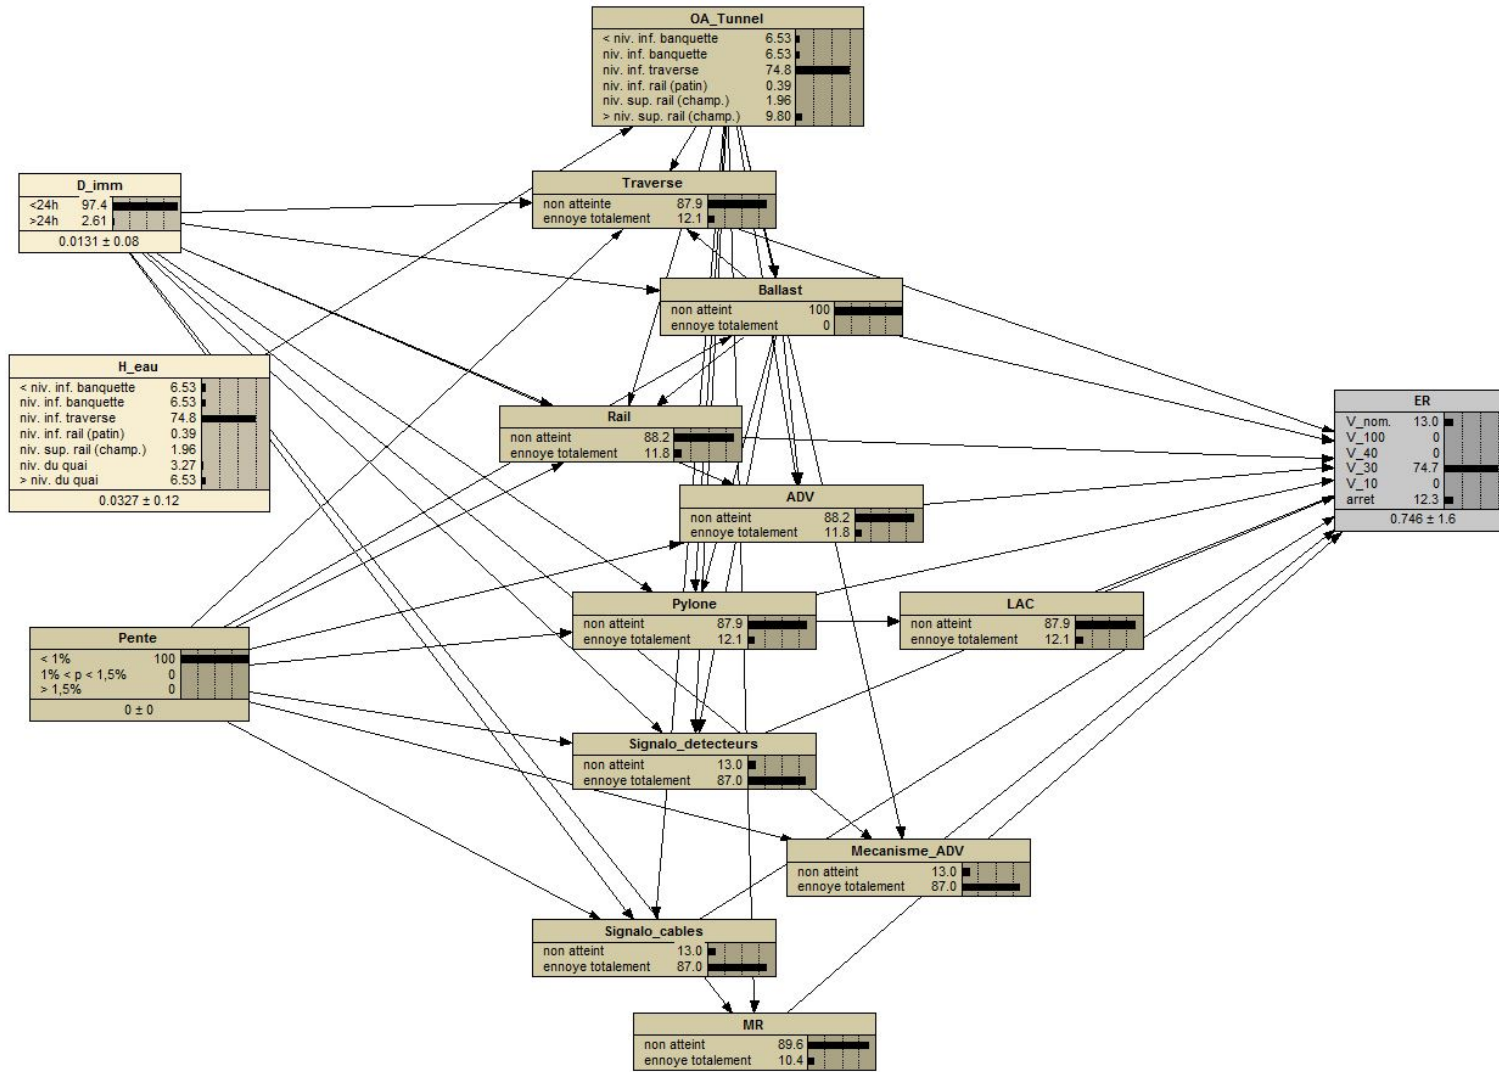 OA_Tunnel
< niv. inf. banquette 6.53
niv. inf. banquette 6.53
niv. inf. traverse 74.8
niv. inf. rail (patin) 0.39
niv. sup. rail (champ.) 1.96
> niv. sup. rail (champ.) 9.80
D_imm
<24h 97.4
>24h 2.61
0.0131 ± 0.08
Traverse
non atteinte 87.9
ennoye totalement 12.1
Ballast
non atteint 100
ennoye totalement 0
H_eau
< niv. inf. banquette 6.53
niv. inf. banquette 6.53
niv. inf. traverse 74.8
niv. inf. rail (patin) 0.39
niv. sup. rail (champ.) 1.96
niv. du quai 3.27
> niv. du quai 6.53
0.0327 ± 0.12
Rail
non atteint 88.2
ennoye totalement 11.8
ER
V_nom. 13.0
V_100 0
V_40 0
V_30 74.7
V_10 0
arret 12.3
0.746 ± 1.6
ADV
non atteint 88.2
ennoye totalement 11.8
Pylone
non atteint 87.9
ennoye totalement 12.1
LAC
non atteint 87.9
ennoye totalement 12.1
Pente
< 1% 100
1% < p < 1,5% 0
> 1,5% 0
0 ± 0
Signalo_detecteurs
non atteint 13.0
ennoye totalement 87.0
Mecanisme_ADV
non atteint 13.0
ennoye totalement 87.0
Signalo_cables
non atteint 13.0
ennoye totalement 87.0
MR
non atteint 89.6
ennoye totalement 10.4